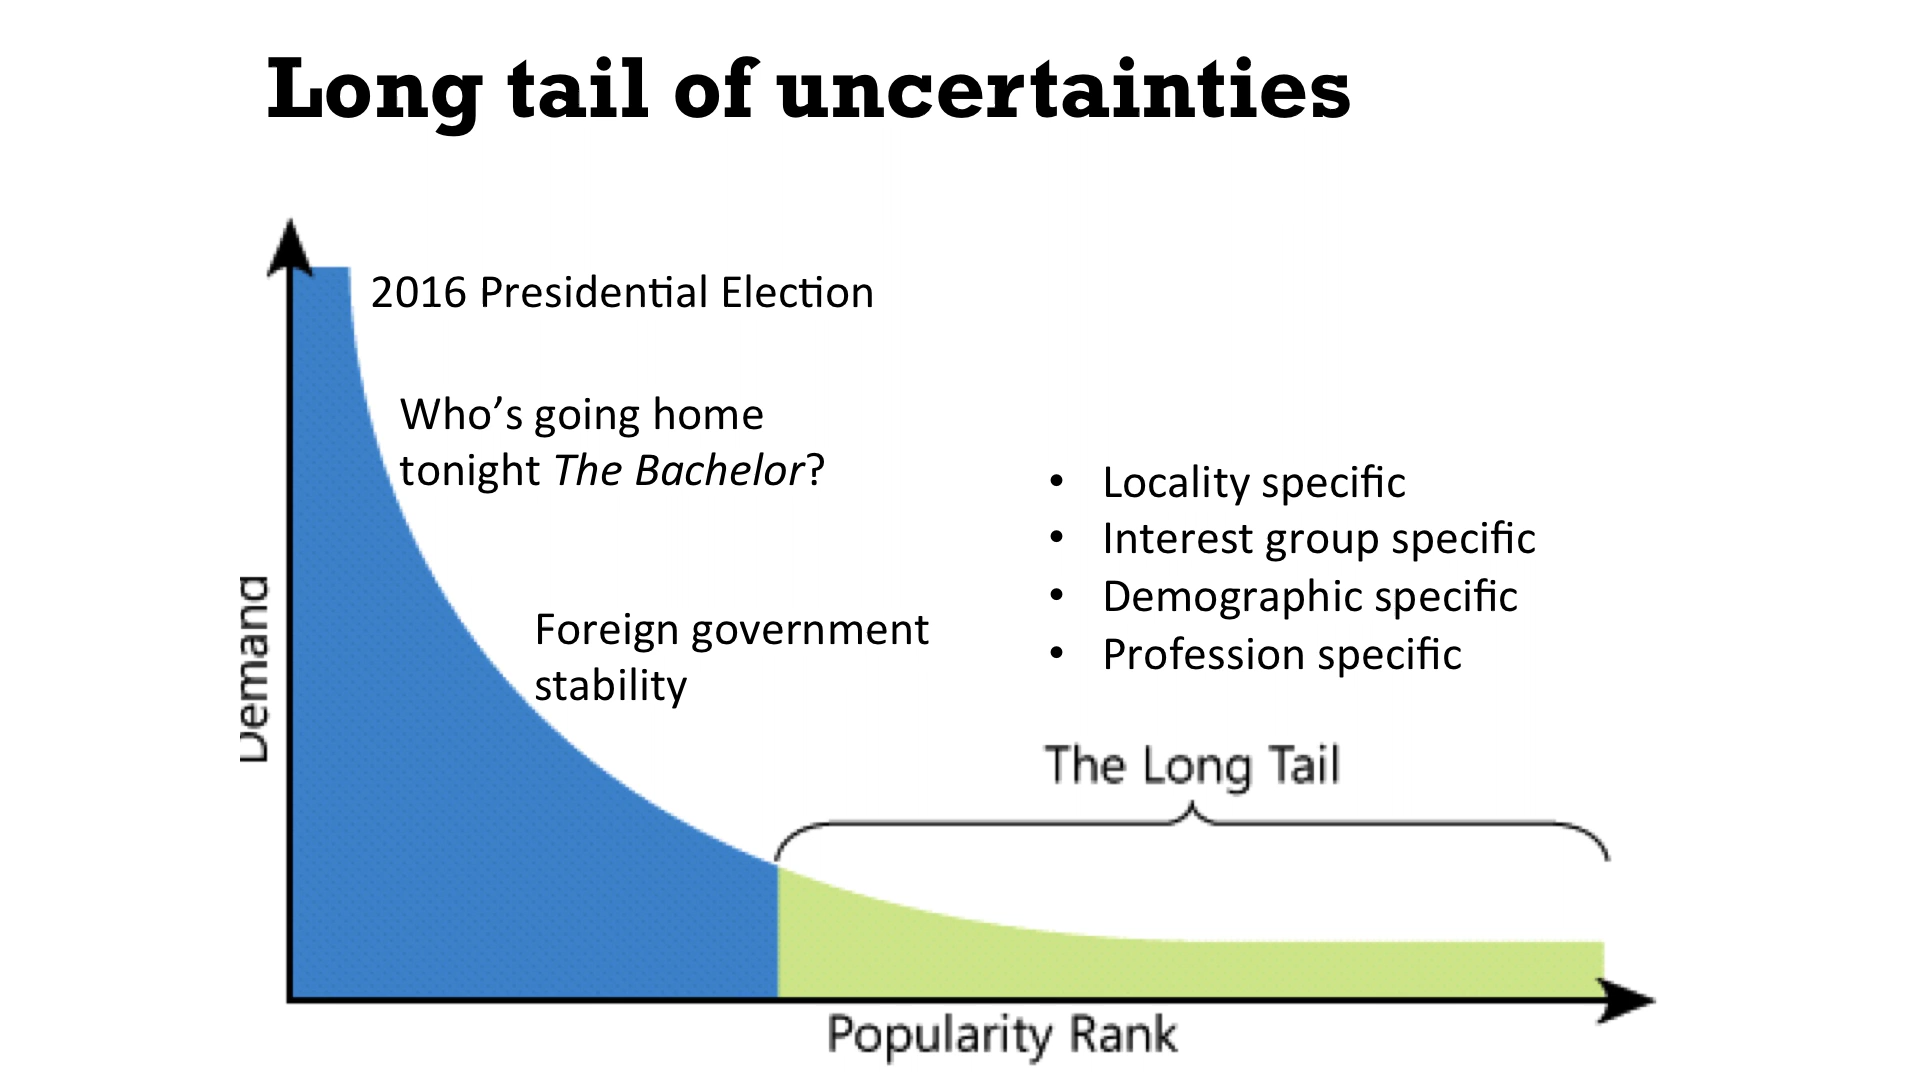 Long tail of uncertainties
2016 Presidential Election
Who’s going home
tonight The Bachelor?
• Locality specific
• Interest group specific
• Demographic specific
• Profession specific
Foreign government
stability
The Long Tail
Demand
Popularity Rank